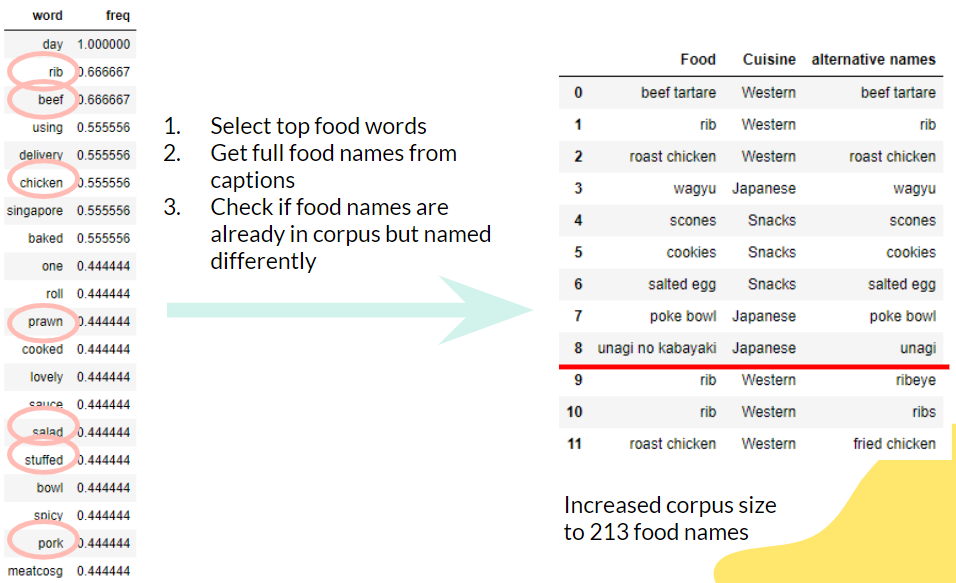 word freq
day 1.000000
rib 0.666667
beef 0.666667
using 0.555556
delivery 0.555556
chicken 0.555556
singapore 0.555556
baked 0.555556
one 0.444444
roll 0.444444
prawn 0.444444
cooked 0.444444
lovely 0.444444
sauce 0.444444
salad 0.444444
stuffed 0.444444
bowl 0.444444
spicy 0.444444
pork 0.444444
meatcosg 0.444444
1. Select top food words
2. Get full food names from
captions
3. Check if food names are
already in corpus but named
differently
Food Cuisine alternative names
0 beef tartare Western beef tartare
1 rib Western rib
2 roast chicken Western roast chicken
3 wagyu Japanese wagyu
4 scones Snacks scones
5 cookies Snacks cookies
6 salted egg Snacks salted egg
7 poke bowl Japanese poke bowl
8 unagi no kabayaki Japanese unagi
9 rib Western ribeye
10 rib Western ribs
11 roast chicken Western fried chicken
Increased corpus size
to 213 food names